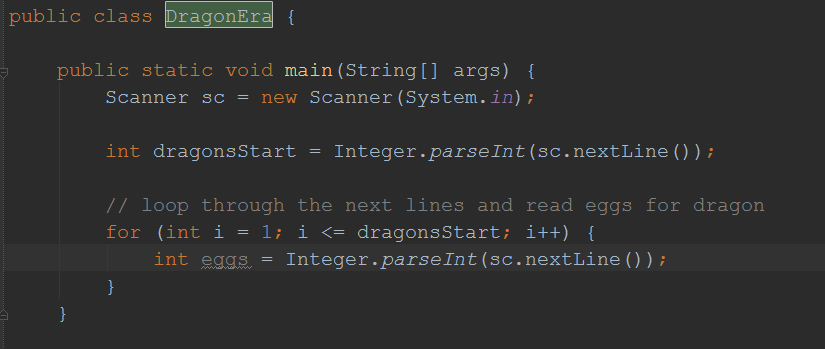 public class DragonEra {
public static void main(String[] args) {
Scanner sc = new Scanner(System.in);
int dragonsStart = Integer.parseInt(sc.nextLine());
// loop through the next lines and read eggs for dragon
for (int i = 1; i <= dragonsStart; i++) {
int eggs = Integer.parseInt(sc.nextLine());
}
}